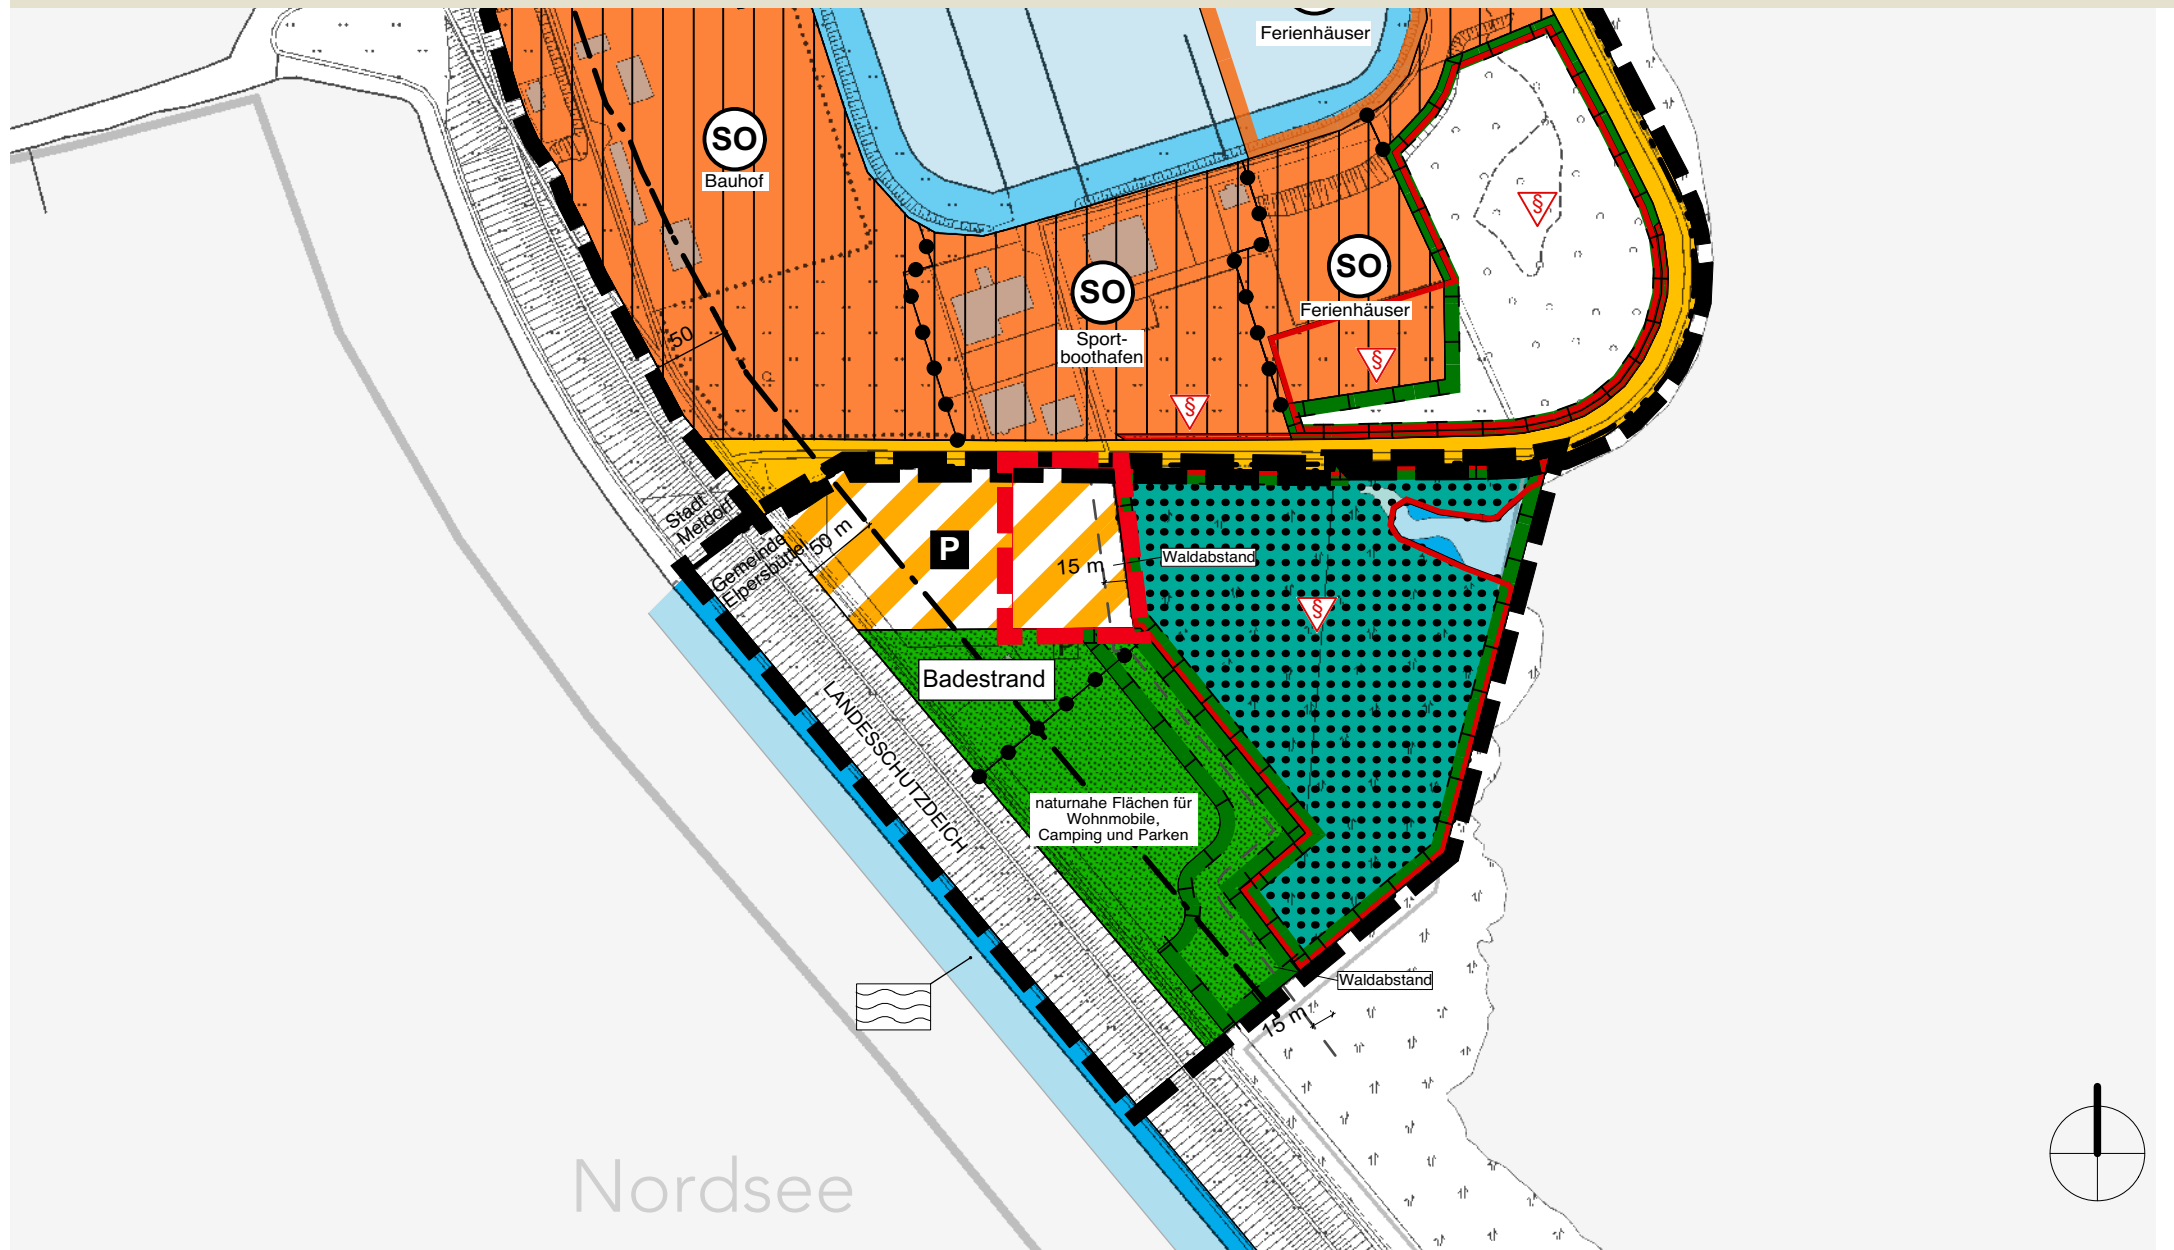 Ferienhäuser
SO
Bauhof
SO
Sport-
boothafen
SO
Ferienhäuser
§
§
§
50
Stadt
Meldorf
Gemeinde
Elpersbüttel
50 m
P
15 m
Waldabstand
§
Badestrand
LANDESSCHUTZDEICH
naturnahe Flächen für
Wohnmobile,
Camping und Parken
Waldabstand
15 m
Nordsee